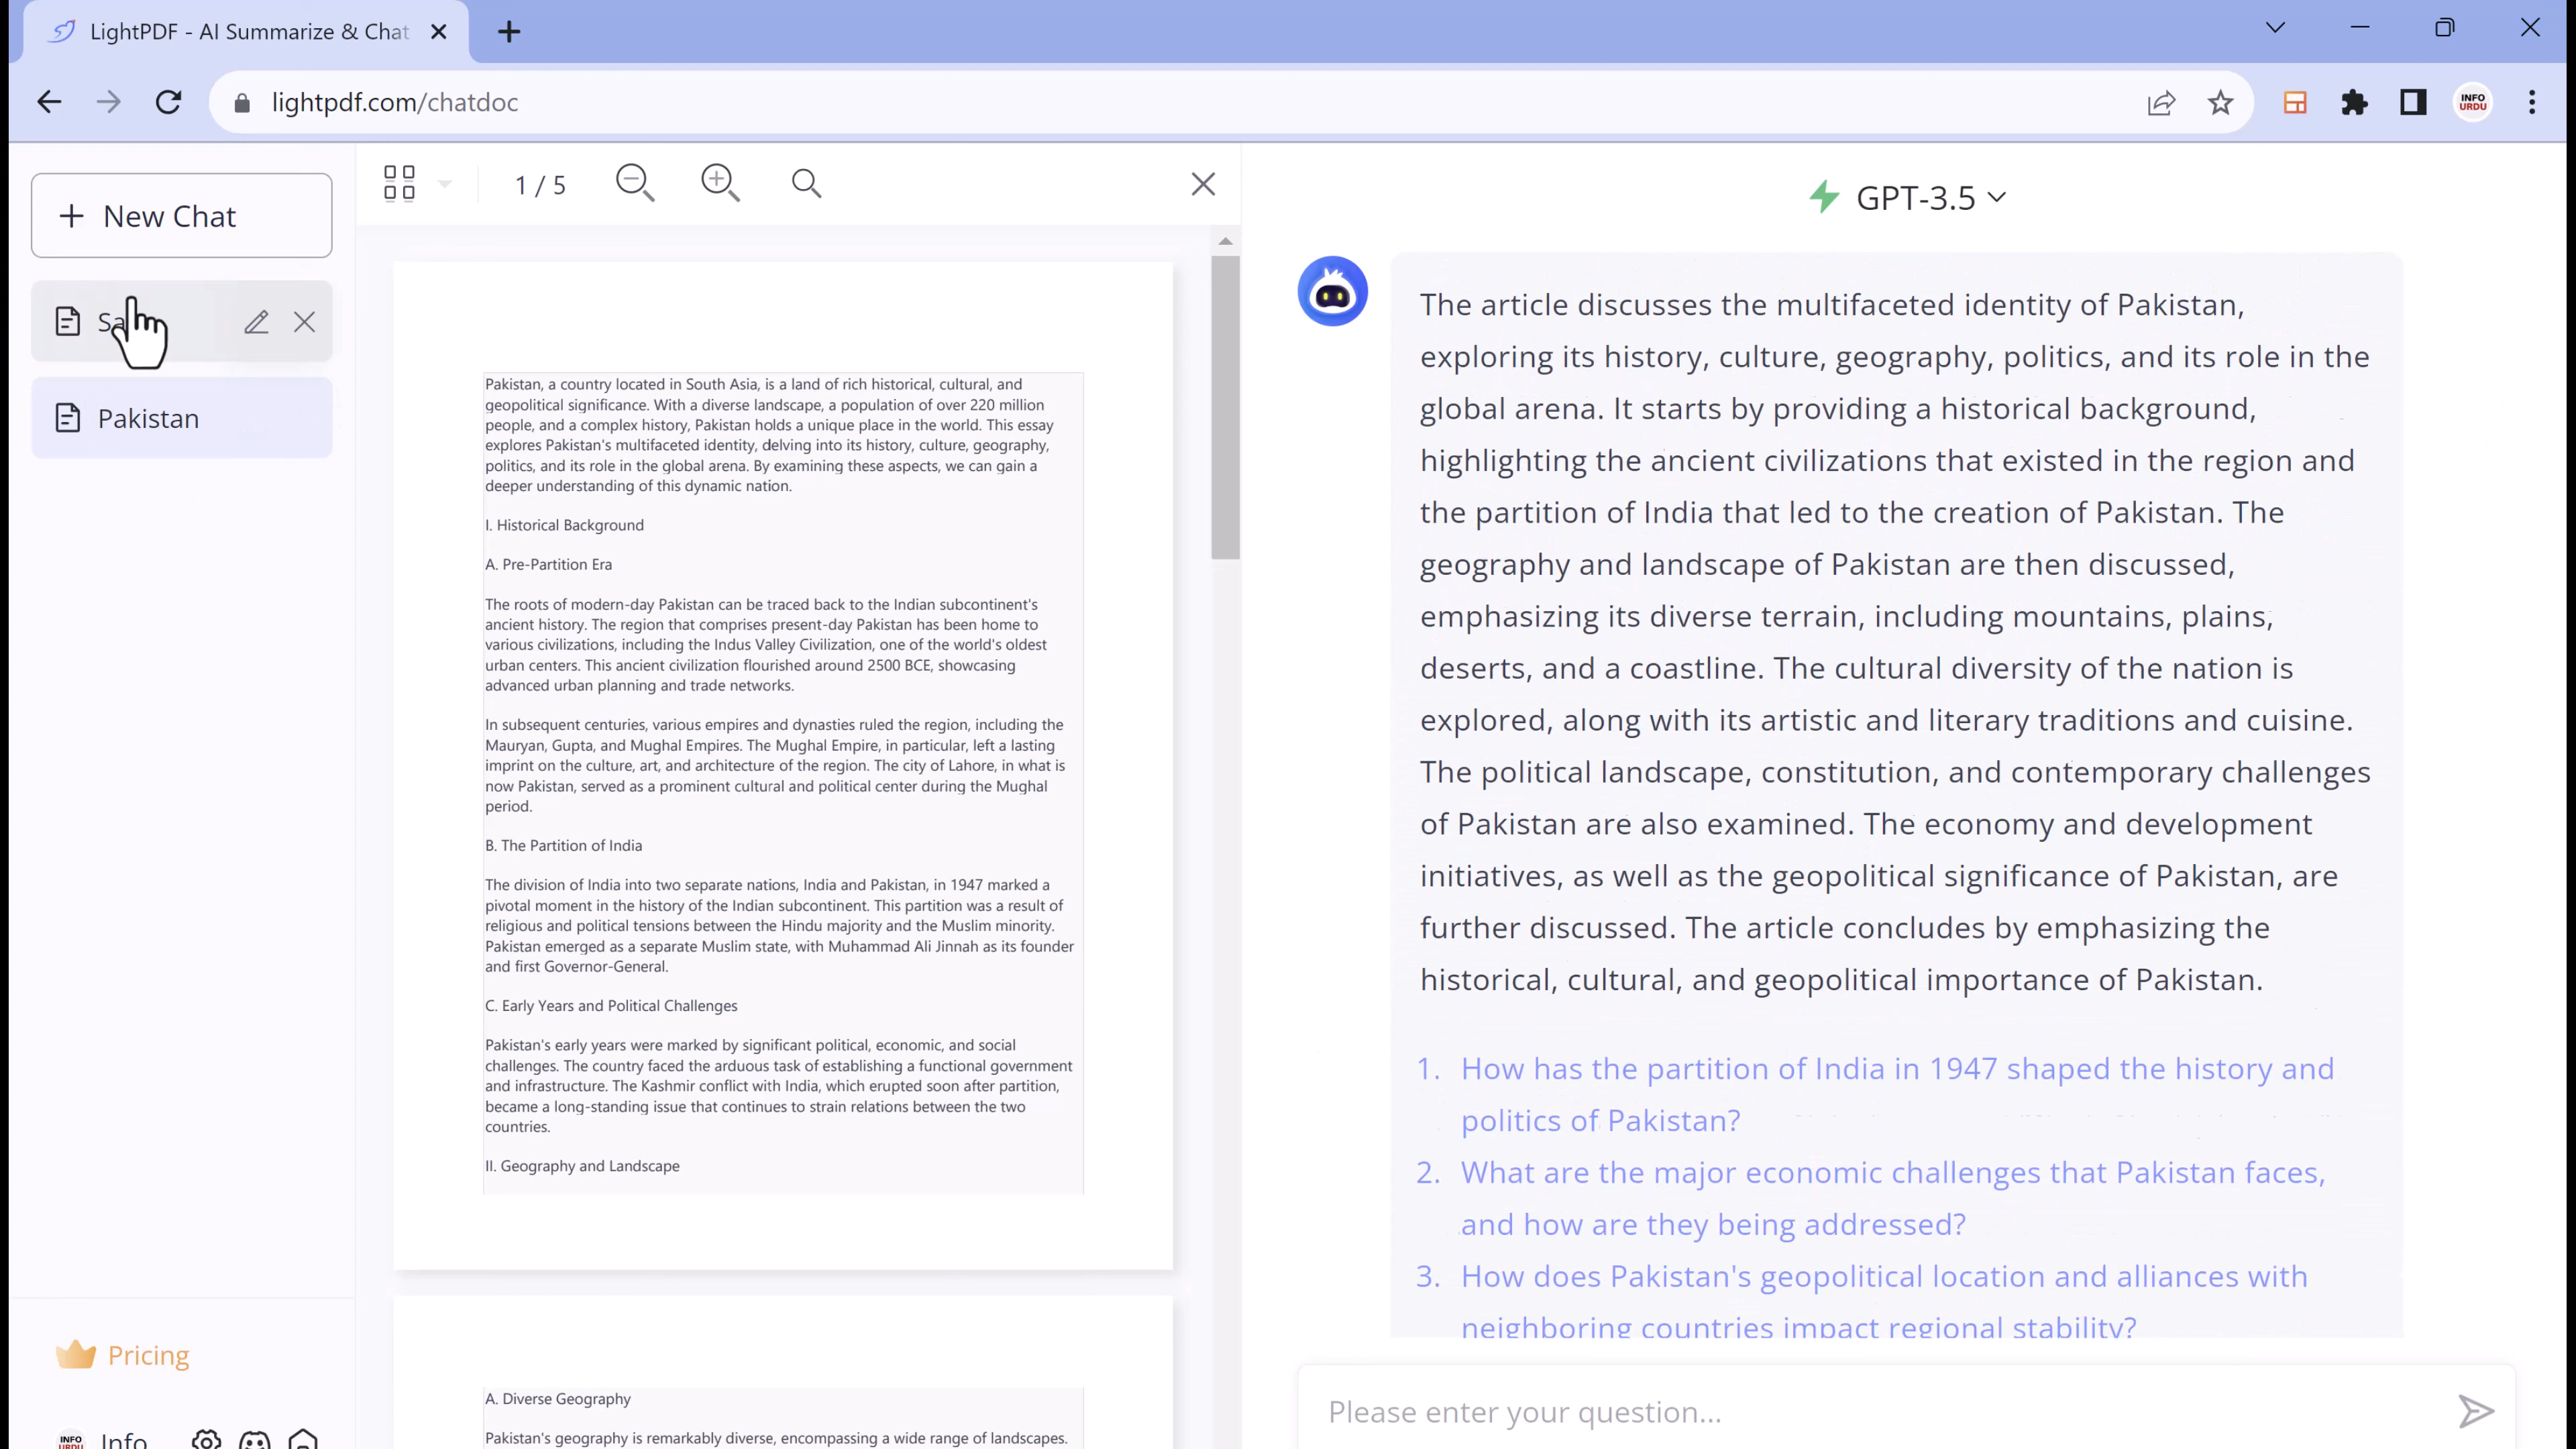 LightPDF - AI Summarize & Chat
lightpdf.com/chatdoc
INFO
URDU
New Chat
Pakistan
Pricing
INFO
URDU
Info
1 / 5
Pakistan, a country located in South Asia, is a land of rich historical, cultural, and
geopolitical significance. With a diverse landscape, a population of over 220 million
people, and a complex history, Pakistan holds a unique place in the world. This essay
explores Pakistan's multifaceted identity, delving into its history, culture, geography,
politics, and its role in the global arena. By examining these aspects, we can gain a
deeper understanding of this dynamic nation.
I. Historical Background
A. Pre-Partition Era
The roots of modern-day Pakistan can be traced back to the Indian subcontinent's
ancient history. The region that comprises present-day Pakistan has been home to
various civilizations, including the Indus Valley Civilization, one of the world's oldest
urban centers. This ancient civilization flourished around 2500 BCE, showcasing
advanced urban planning and trade networks.
In subsequent centuries, various empires and dynasties ruled the region, including the
Mauryan, Gupta, and Mughal Empires. The Mughal Empire, in particular, left a lasting
imprint on the culture, art, and architecture of the region. The city of Lahore, in what is
now Pakistan, served as a prominent cultural and political center during the Mughal
period.
B. The Partition of India
The division of India into two separate nations, India and Pakistan, in 1947 marked a
pivotal moment in the history of the Indian subcontinent. This partition was a result of
religious and political tensions between the Hindu majority and the Muslim minority.
Pakistan emerged as a separate Muslim state, with Muhammad Ali Jinnah as its founder
and first Governor-General.
C. Early Years and Political Challenges
Pakistan's early years were marked by significant political, economic, and social
challenges. The country faced the arduous task of establishing a functional government
and infrastructure. The Kashmir conflict with India, which erupted soon after partition,
became a long-standing issue that continues to strain relations between the two
countries.
II. Geography and Landscape
A. Diverse Geography
Pakistan's geography is remarkably diverse, encompassing a wide range of landscapes.
GPT-3.5
The article discusses the multifaceted identity of Pakistan,
exploring its history, culture, geography, politics, and its role in the
global arena. It starts by providing a historical background,
highlighting the ancient civilizations that existed in the region and
the partition of India that led to the creation of Pakistan. The
geography and landscape of Pakistan are then discussed,
emphasizing its diverse terrain, including mountains, plains,
deserts, and a coastline. The cultural diversity of the nation is
explored, along with its artistic and literary traditions and cuisine.
The political landscape, constitution, and contemporary challenges
of Pakistan are also examined. The economy and development
initiatives, as well as the geopolitical significance of Pakistan, are
further discussed. The article concludes by emphasizing the
historical, cultural, and geopolitical importance of Pakistan.
1. How has the partition of India in 1947 shaped the history and
politics of Pakistan?
2. What are the major economic challenges that Pakistan faces,
and how are they being addressed?
3. How does Pakistan's geopolitical location and alliances with
neighboring countries impact regional stability?
Please enter your question...